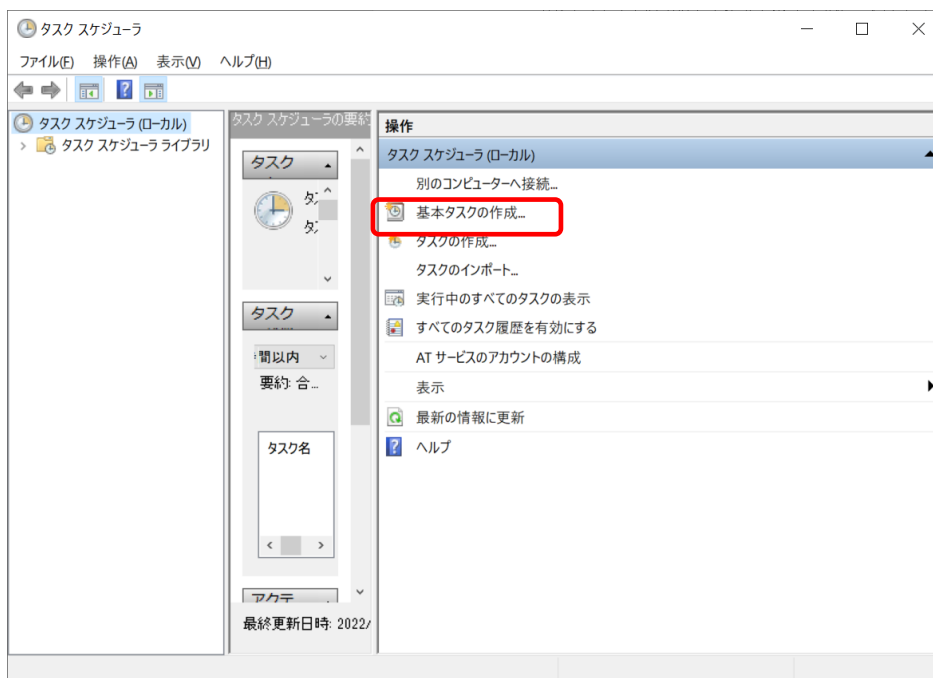 タスク スケジューラ
ファイル(F) 操作(A) 表示(V) ヘルプ(H)
タスク スケジューラ (ローカル)
タスク スケジューラ ライブラリ
タスク スケジューラの要約
タスク
タ
タ
タスク
間以内
要約: 合...
タスク名
アクテ
最終更新日時: 2022/
操作
タスク スケジューラ (ローカル)
別のコンピューターへ接続...
基本タスクの作成...
タスクの作成...
タスクのインポート...
実行中のすべてのタスクの表示
すべてのタスク履歴を有効にする
AT サービスのアカウントの構成
表示
最新の情報に更新
ヘルプ